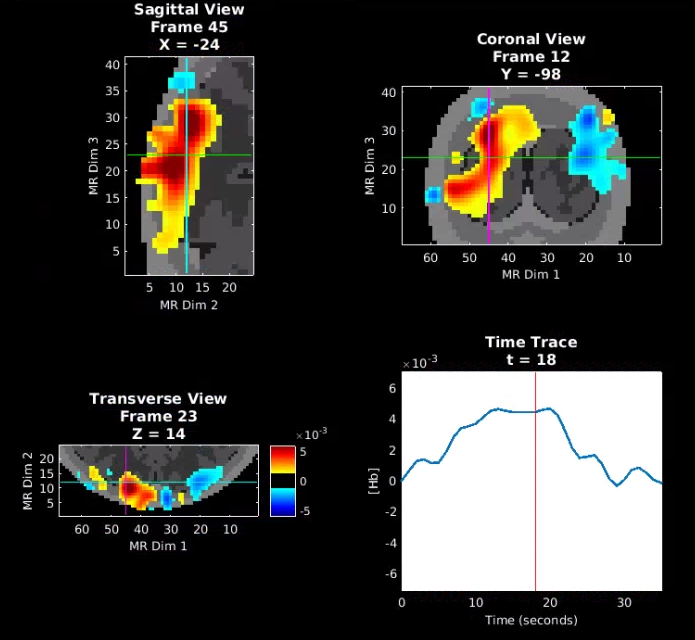 Sagittal View
Frame 45
X = -24
40
35
30
25
20
15
10
5
MR Dim 3
5 10 15 20
MR Dim 2
Coronal View
Frame 12
Y = -98
40
30
20
10
MR Dim 3
60 50 40 30 20 10
MR Dim 1
Transverse View
Frame 23
Z = 14
20
15
10
5
MR Dim 2
60 50 40 30 20 10
MR Dim 1
×10⁻³
5
0
-5
Time Trace
t = 18
×10⁻³
6
4
2
0
-2
-4
-6
[Hb]
0 10 20 30
Time (seconds)